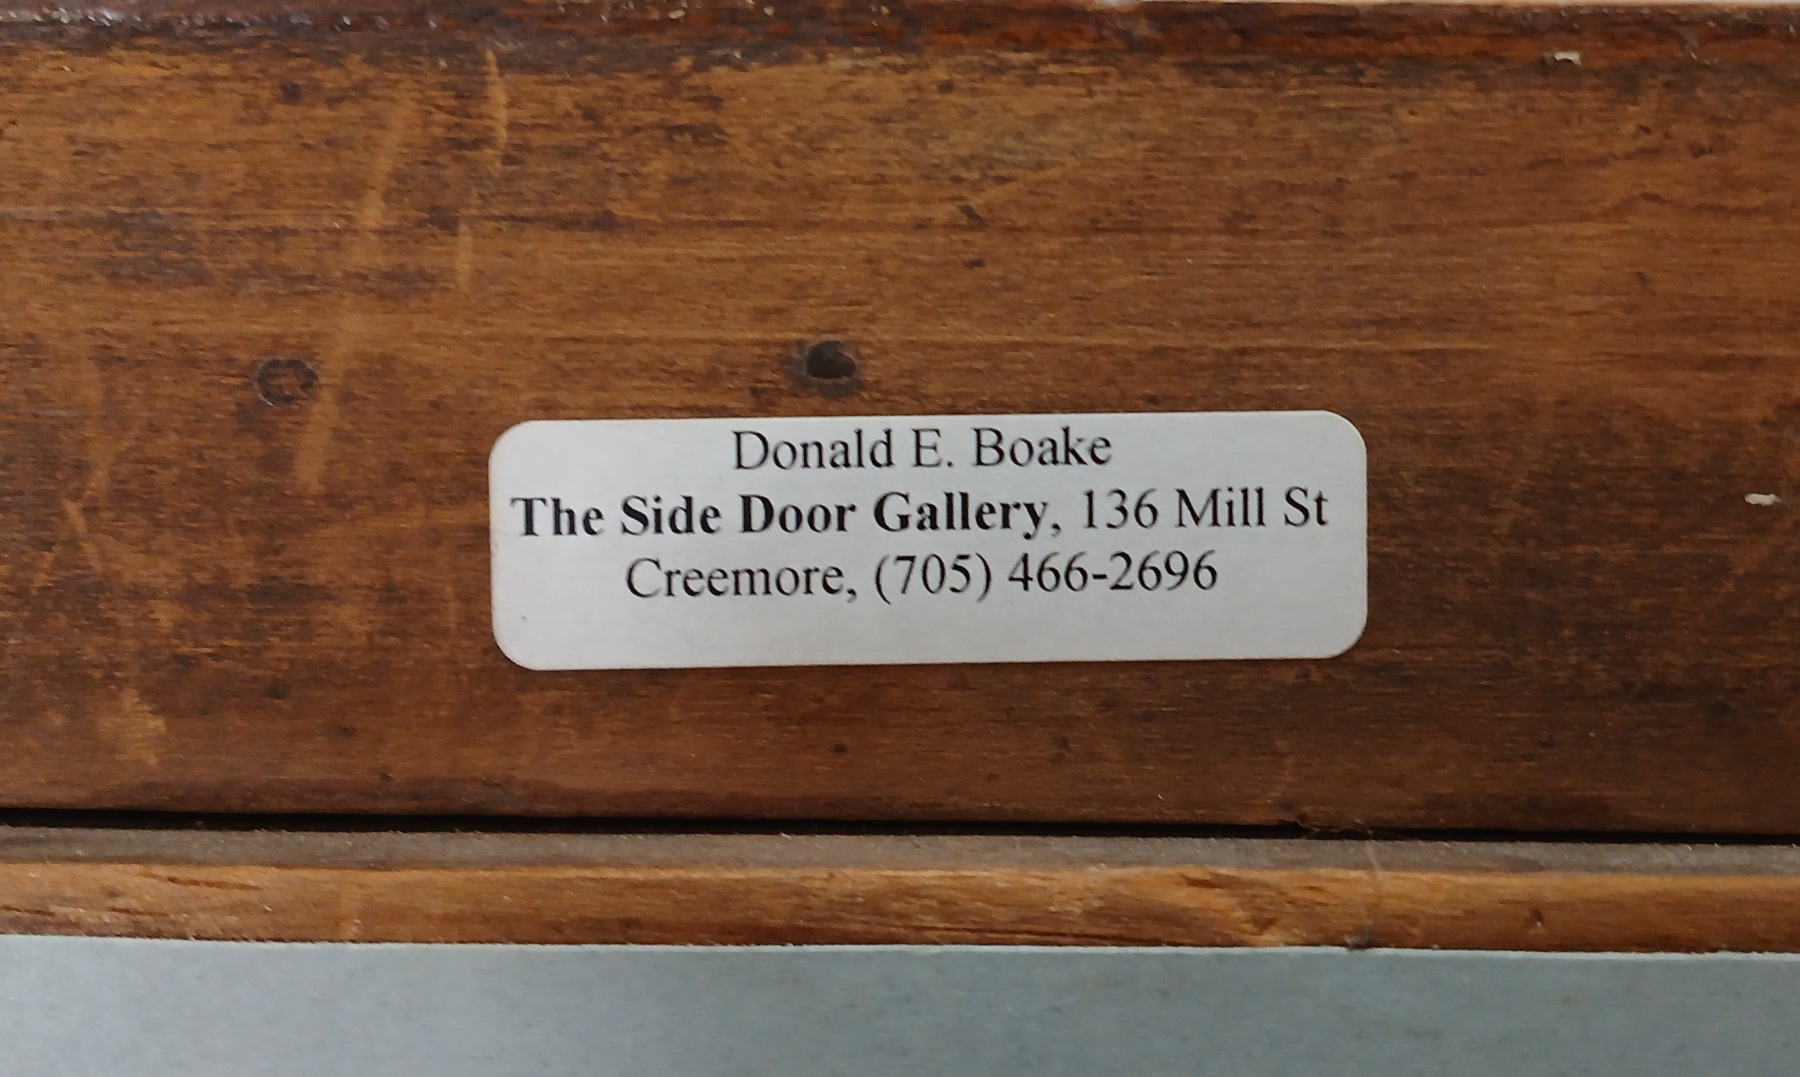 Donald E. Boake
The Side Door Gallery, 136 Mill St
Creemore, (705) 466-2696